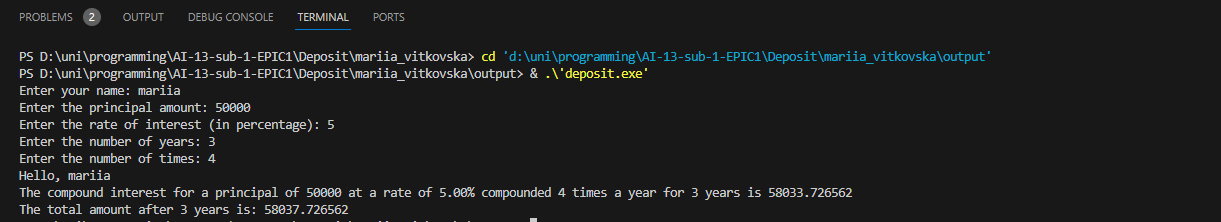 PROBLEMS 2 OUTPUT DEBUG CONSOLE TERMINAL PORTS
PS D:\uni\programming\AI-13-sub-1-EPIC1\Deposit\mariia_vitkovska> cd 'd:\uni\programming\AI-13-sub-1-EPIC1\Deposit\mariia_vitkovska\output'
PS D:\uni\programming\AI-13-sub-1-EPIC1\Deposit\mariia_vitkovska\output> & .\'deposit.exe'
Enter your name: mariia
Enter the principal amount: 50000
Enter the rate of interest (in percentage): 5
Enter the number of years: 3
Enter the number of times: 4
Hello, mariia
The compound interest for a principal of 50000 at a rate of 5.00% compounded 4 times a year for 3 years is 58033.726562
The total amount after 3 years is: 58037.726562